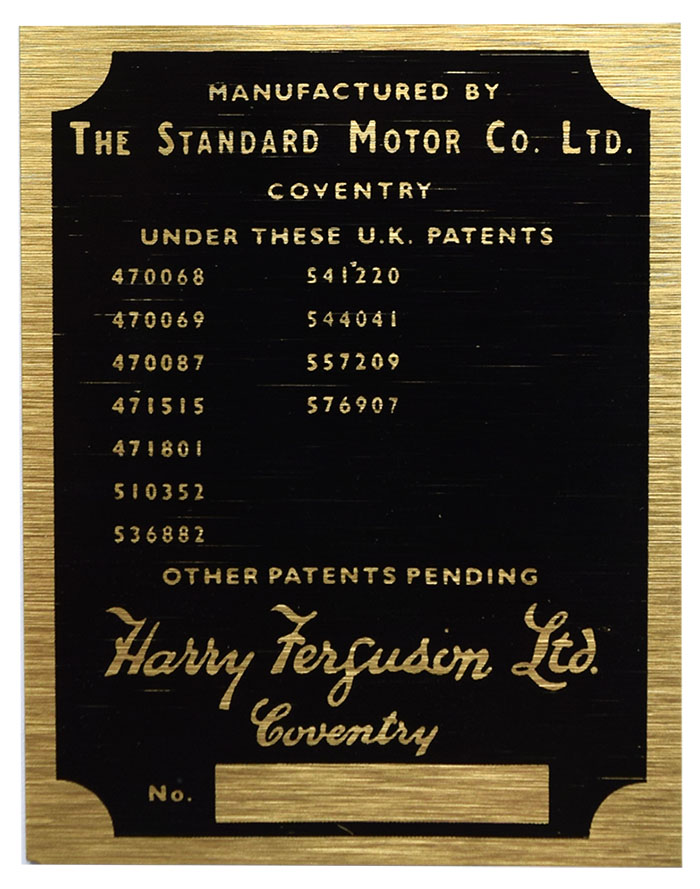 MANUFACTURED BY
THE STANDARD MOTOR CO. LTD.
COVENTRY
UNDER THESE U.K. PATENTS
470068 541220
470069 544041
470087 557209
471515 576907
471801
510352
536882
OTHER PATENTS PENDING
Harry Ferguson Ltd.
Coventry
No.